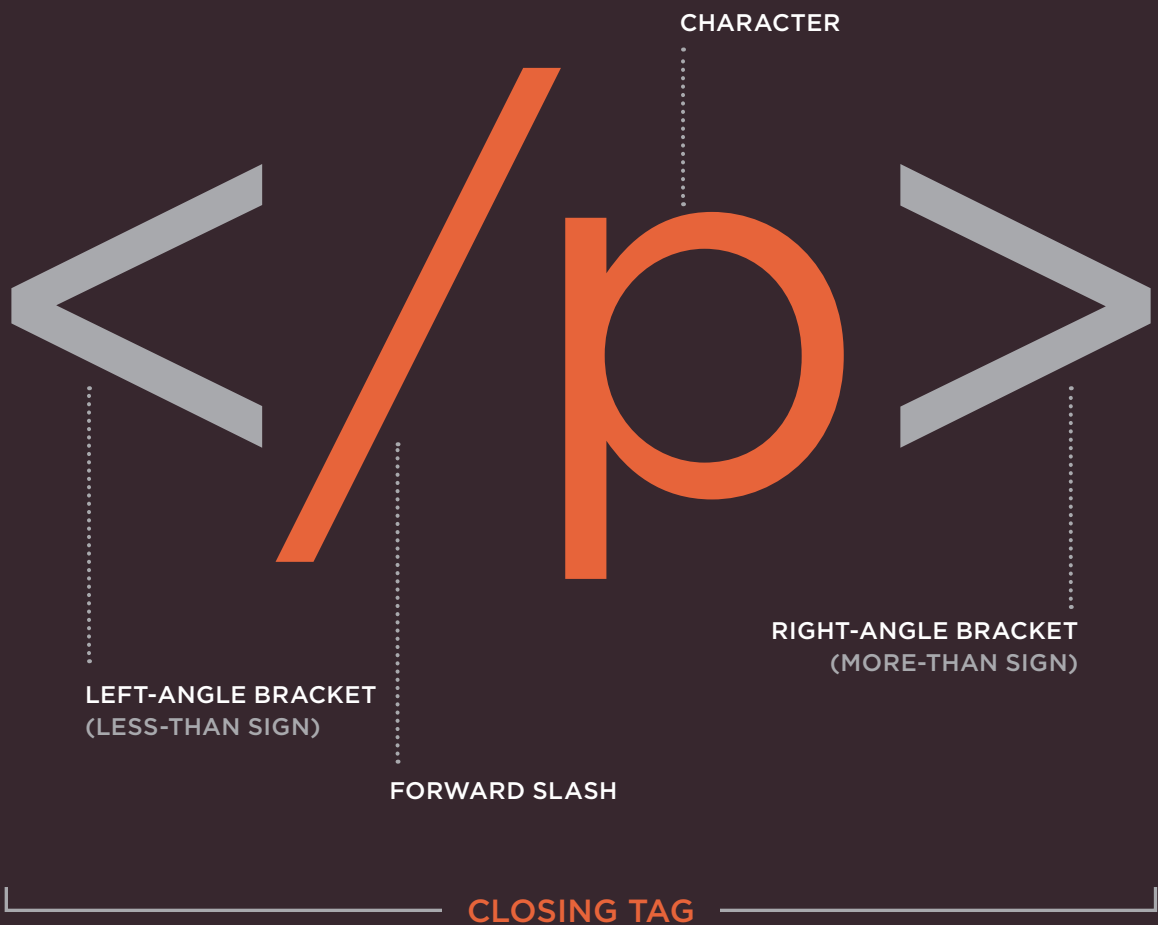 CHARACTER
</p>
RIGHT-ANGLE BRACKET
(MORE-THAN SIGN)
LEFT-ANGLE BRACKET
(LESS-THAN SIGN)
FORWARD SLASH
CLOSING TAG